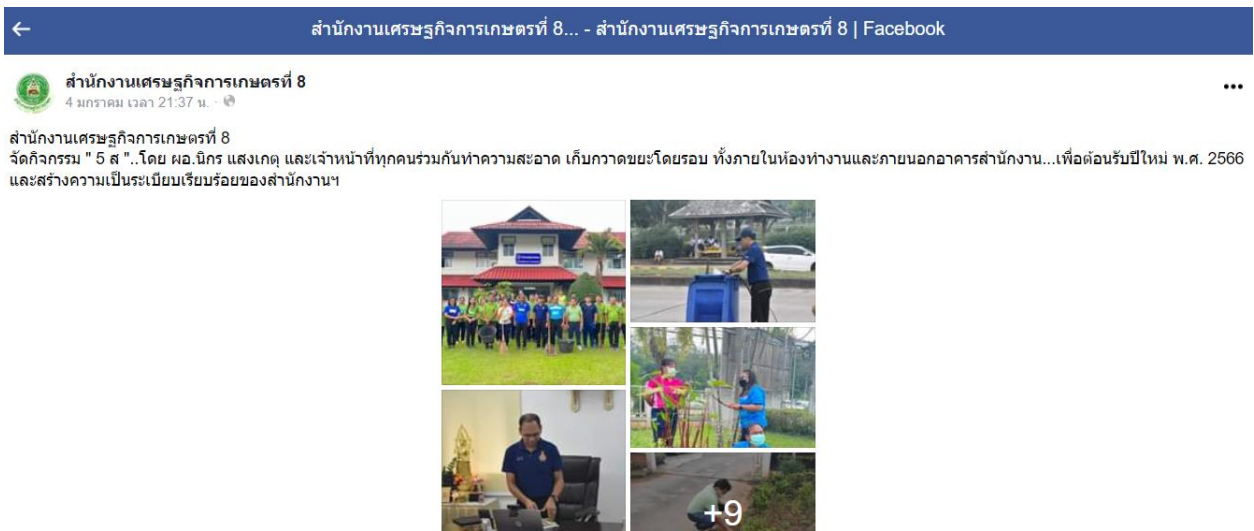 สำนักงานเศรษฐกิจการเกษตรที่ 8... - สำนักงานเศรษฐกิจการเกษตรที่ 8 | Facebook
สำนักงานเศรษฐกิจการเกษตรที่ 8
4 มกราคม เวลา 21:37 น. ·
สำนักงานเศรษฐกิจการเกษตรที่ 8
จัดกิจกรรม " 5 ส "..โดย ผอ.นิกร แสงเกตุ และเจ้าหน้าที่ทุกคนร่วมกันทำความสะอาด เก็บกวาดขยะโดยรอบ ทั้งภายในห้องทำงานและภายนอกอาคารสำนักงาน...เพื่อต้อนรับปีใหม่ พ.ศ. 2566
และสร้างความเป็นระเบียบเรียบร้อยของสำนักงานฯ
+9